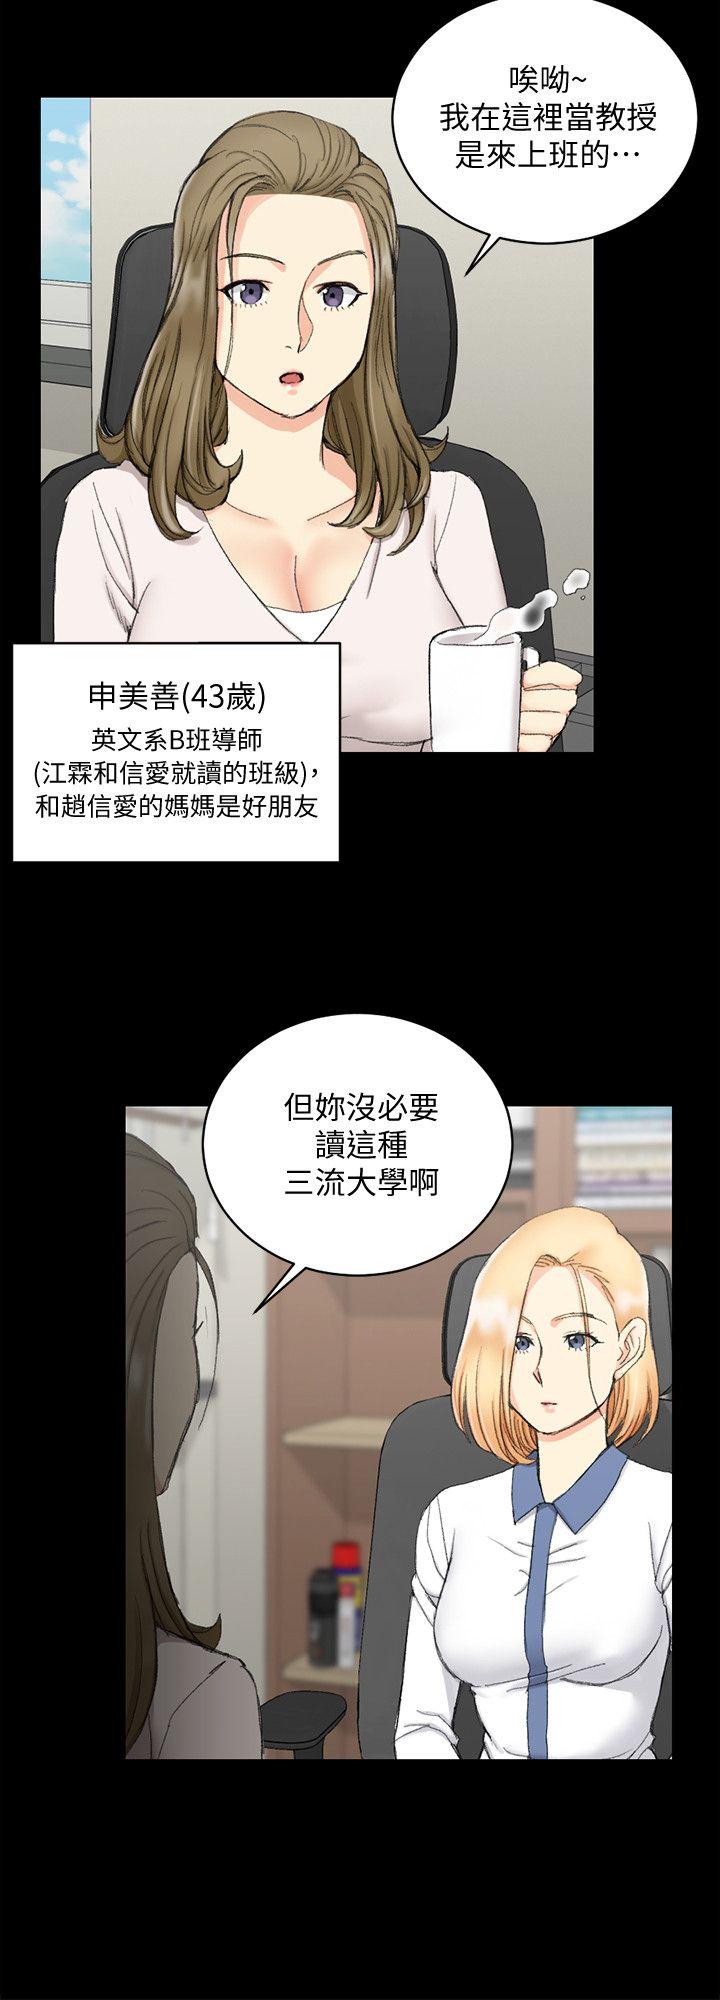 唉呦~
我在這裡當教授
是來上班的…
申美善(43歲)
英文系B班導師
(江霖和信愛就讀的班級),
和趙信愛的媽媽是好朋友
但妳沒必要
讀這種
三流大學啊